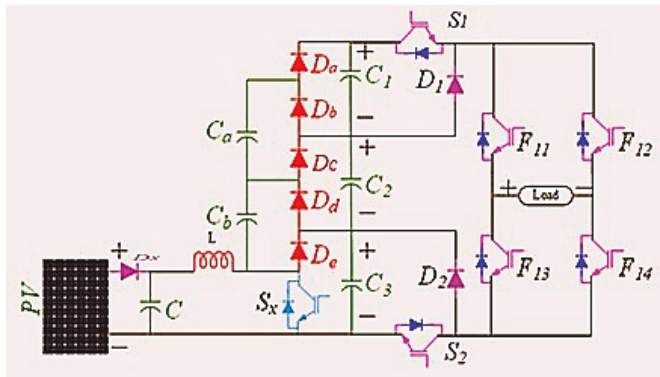 S1
+
Da
C1
D1
Db
−
Ca
+
F11
F12
Dc
C2
Dd
+ Load −
Cb
−
L
De
+
D2
F13
F14
+
Dx
C3
PV
C
Sx
−
−
S2